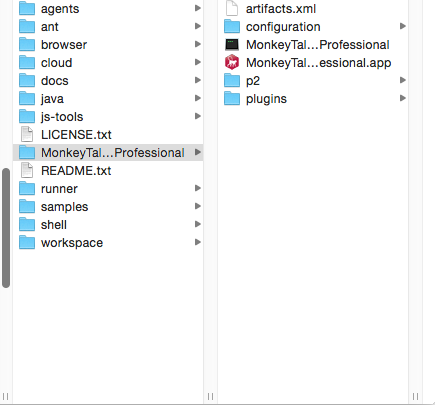 agents
ant
browser
cloud
docs
java
js-tools
LICENSE.txt
MonkeyTal...Professional
README.txt
runner
samples
shell
workspace
artifacts.xml
configuration
MonkeyTal...Professional
MonkeyTal...essional.app
p2
plugins